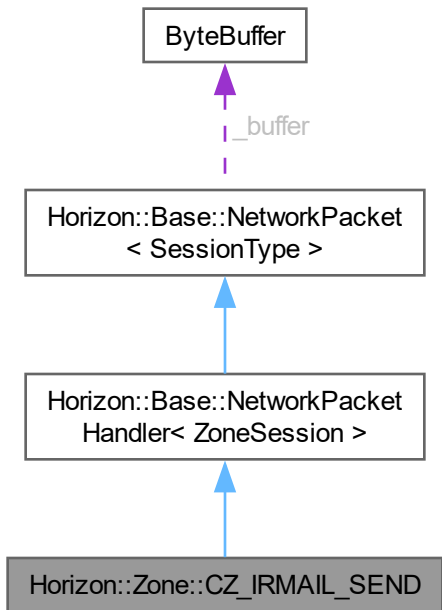 ByteBuffer
_buffer
Horizon::Base::NetworkPacket
< SessionType >
Horizon::Base::NetworkPacket
Handler< ZoneSession >
Horizon::Zone::CZ_IRMAIL_SEND